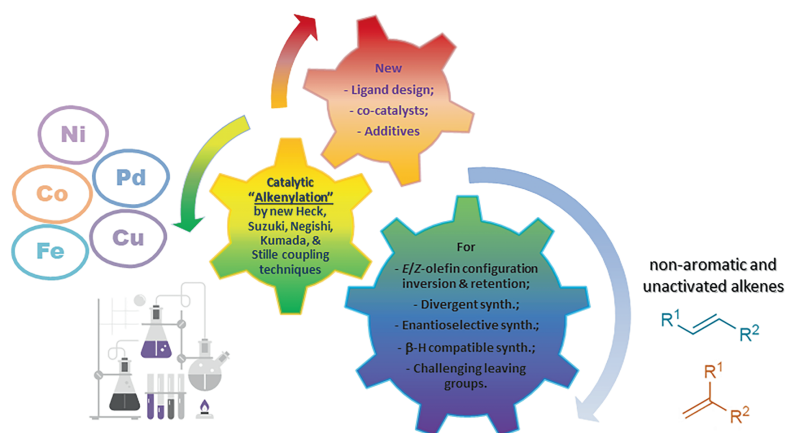 New
- Ligand design;
- co-catalysts;
- Additives
Ni
Pd
Co
Cu
Fe
Catalytic
"Alkenylation"
by new Heck,
Suzuki, Negishi,
Kumada, &
Stille coupling
techniques
For
- E/Z-olefin configuration
inversion & retention;
- Divergent synth.;
- Enantioselective synth.;
- β-H compatible synth.;
- Challenging leaving
groups.
non-aromatic and
unactivated alkenes
R¹
R²
R¹
R²